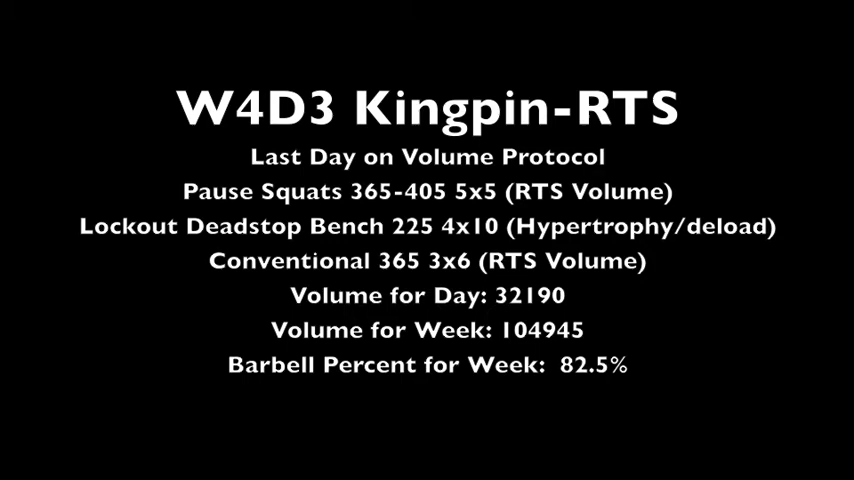 W4D3 Kingpin-RTS
Last Day on Volume Protocol
Pause Squats 365-405 5x5 (RTS Volume)
Lockout Deadstop Bench 225 4x10 (Hypertrophy/deload)
Conventional 365 3x6 (RTS Volume)
Volume for Day: 32190
Volume for Week: 104945
Barbell Percent for Week: 82.5%